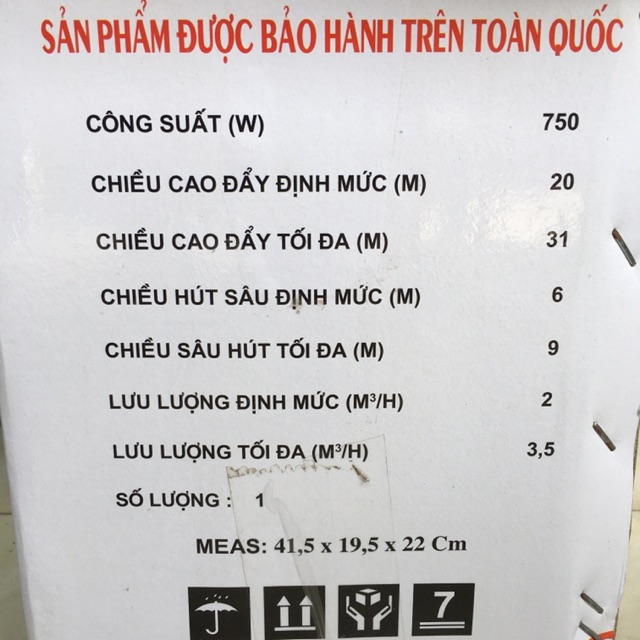 SẢN PHẨM ĐƯỢC BẢO HÀNH TRÊN TOÀN QUỐC
CÔNG SUẤT (W) 750
CHIỀU CAO ĐẨY ĐỊNH MỨC (M) 20
CHIỀU CAO ĐẨY TỐI ĐA (M) 31
CHIỀU HÚT SÂU ĐỊNH MỨC (M) 6
CHIỀU SÂU HÚT TỐI ĐA (M) 9
LƯU LƯỢNG ĐỊNH MỨC (M³/H) 2
LƯU LƯỢNG TỐI ĐA (M³/H) 3,5
SỐ LƯỢNG : 1
MEAS: 41,5 x 19,5 x 22 Cm
7